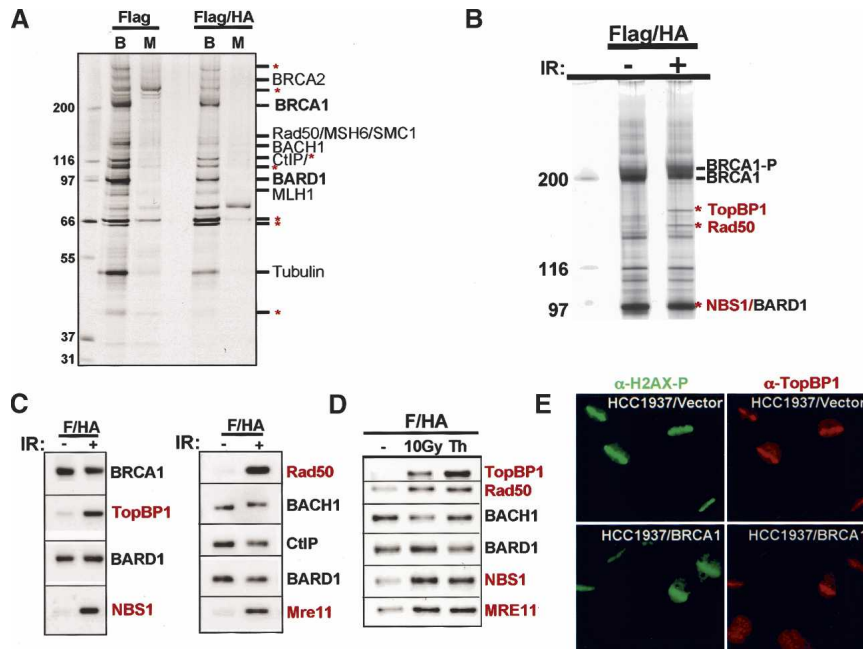 A
Flag
Flag/HA
B M B M
*
BRCA2
*
200
BRCA1
Rad50/MSH6/SMC1
BACH1
116
CtIP/*
*
97
BARD1
MLH1
66
*
*
55
Tubulin
*
37
31
B
Flag/HA
IR: - +
BRCA1-P
200
BRCA1
* TopBP1
* Rad50
116
97
* NBS1/BARD1
C
F/HA
IR: - +
BRCA1
TopBP1
BARD1
NBS1
F/HA
IR: - +
Rad50
BACH1
CtIP
BARD1
Mre11
D
F/HA
- 10Gy Th
TopBP1
Rad50
BACH1
BARD1
NBS1
MRE11
E
α-H2AX-P
α-TopBP1
HCC1937/Vector
HCC1937/Vector
HCC1937/BRCA1
HCC1937/BRCA1